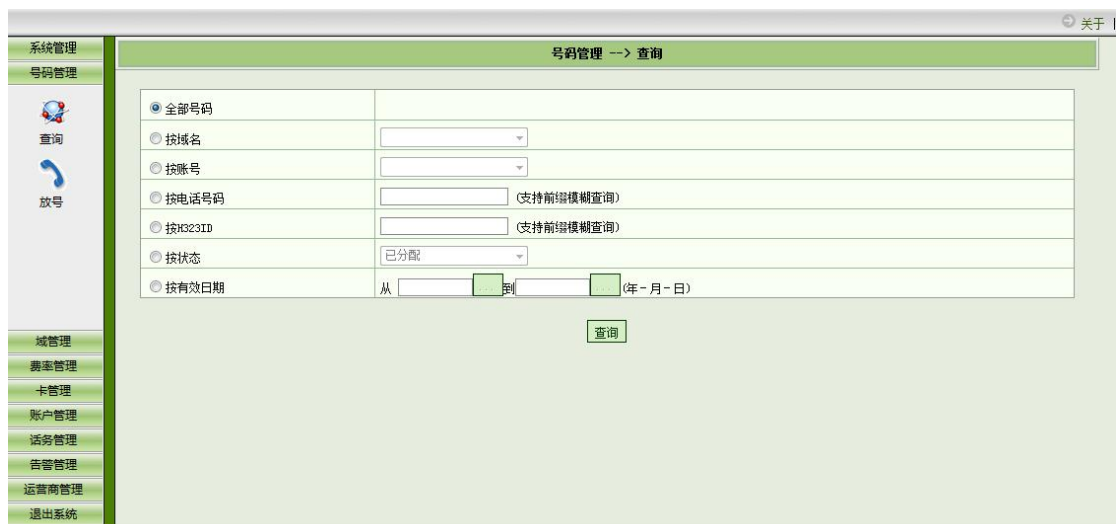 关于 |
系统管理
号码管理
查询
放号
域管理
费率管理
卡管理
账户管理
话务管理
告警管理
运营商管理
退出系统
号码管理 --> 查询
全部号码
按域名
按账号
按电话号码 (支持前缀模糊查询)
按H323ID (支持前缀模糊查询)
按状态 已分配
按有效日期 从 ... 到 ... (年-月-日)
查询